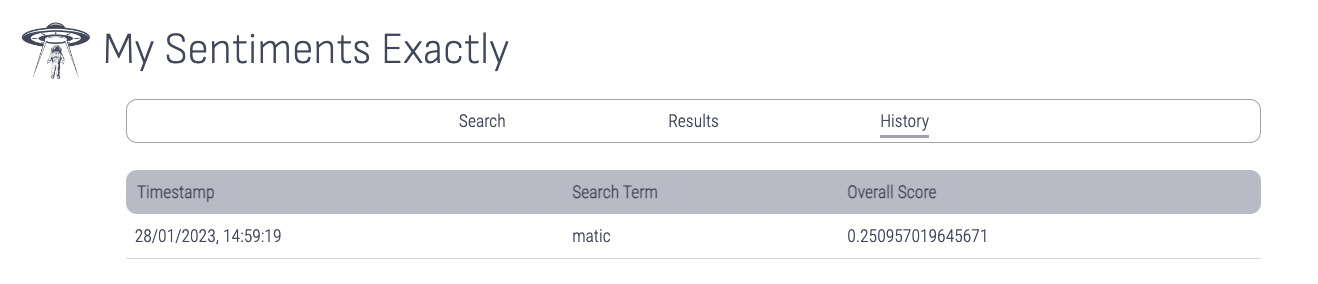 My Sentiments Exactly
Search Results History
Timestamp Search Term Overall Score
28/01/2023, 14:59:19 matic 0.250957019645671